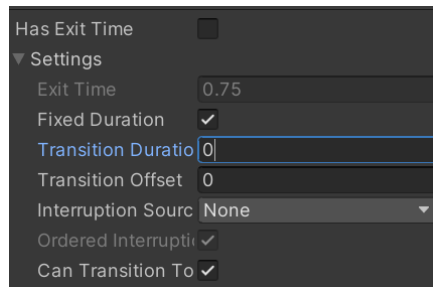 Has Exit Time
Settings
Exit Time 0.75
Fixed Duration
Transition Duratio 0
Transition Offset 0
Interruption Sourc None
Ordered Interrupti
Can Transition To